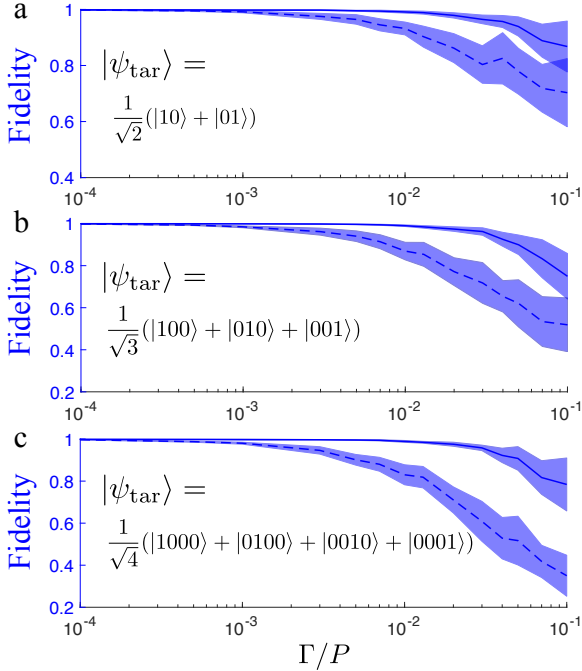 a
Fidelity
1
0.8
0.6
0.4
|ψ_tar⟩ =
1/√2 (|10⟩ + |01⟩)
10^-4 10^-3 10^-2 10^-1
b
Fidelity
1
0.8
0.6
0.4
0.2
|ψ_tar⟩ =
1/√3 (|100⟩ + |010⟩ + |001⟩)
10^-4 10^-3 10^-2 10^-1
c
Fidelity
1
0.8
0.6
0.4
0.2
|ψ_tar⟩ =
1/√4 (|1000⟩ + |0100⟩ + |0010⟩ + |0001⟩)
10^-4 10^-3 10^-2 10^-1
Γ/P